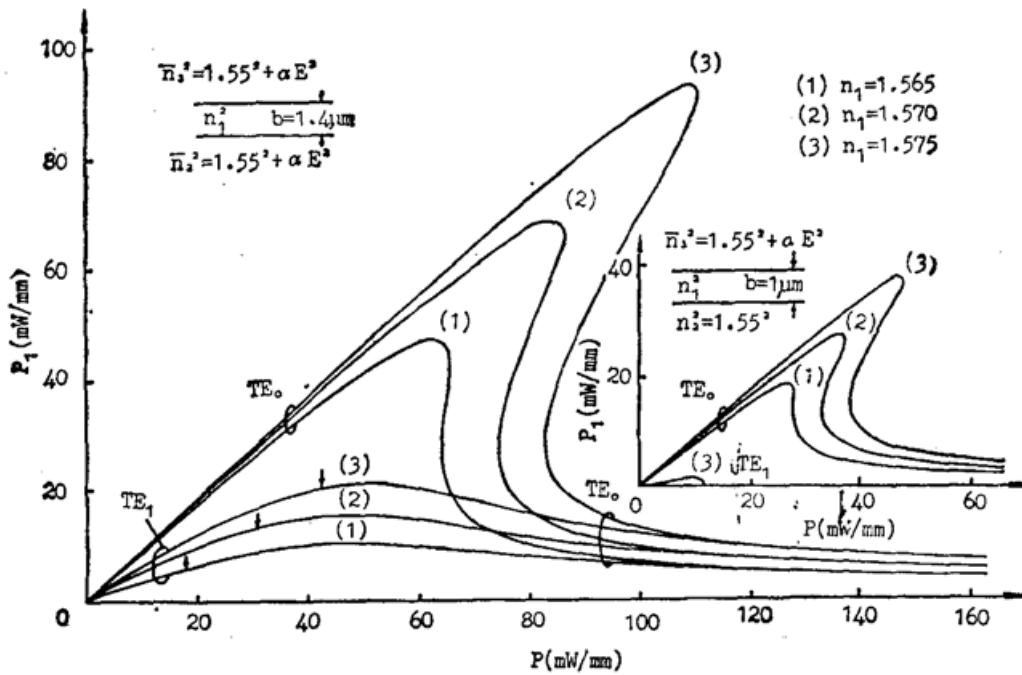 100
80
60
40
20
0
P₁(mW/mm)
20
40
60
80
100
120
140
160
P(mW/mm)
n̅₃²=1.55²+αE²
n₁² b=1.4μm
n̅₂²=1.55²+αE²
(1) n₁=1.565
(2) n₁=1.570
(3) n₁=1.575
(3)
(2)
(1)
TE₀
TE₁
(3)
(2)
(1)
TE₀
40
20
0
P₁(mW/mm)
20
40
60
P(mW/mm)
n̅₃²=1.55²+αE²
n₁² b=1μm
n₂²=1.55²
(3)
(2)
(1)
TE₀
(3) TE₁